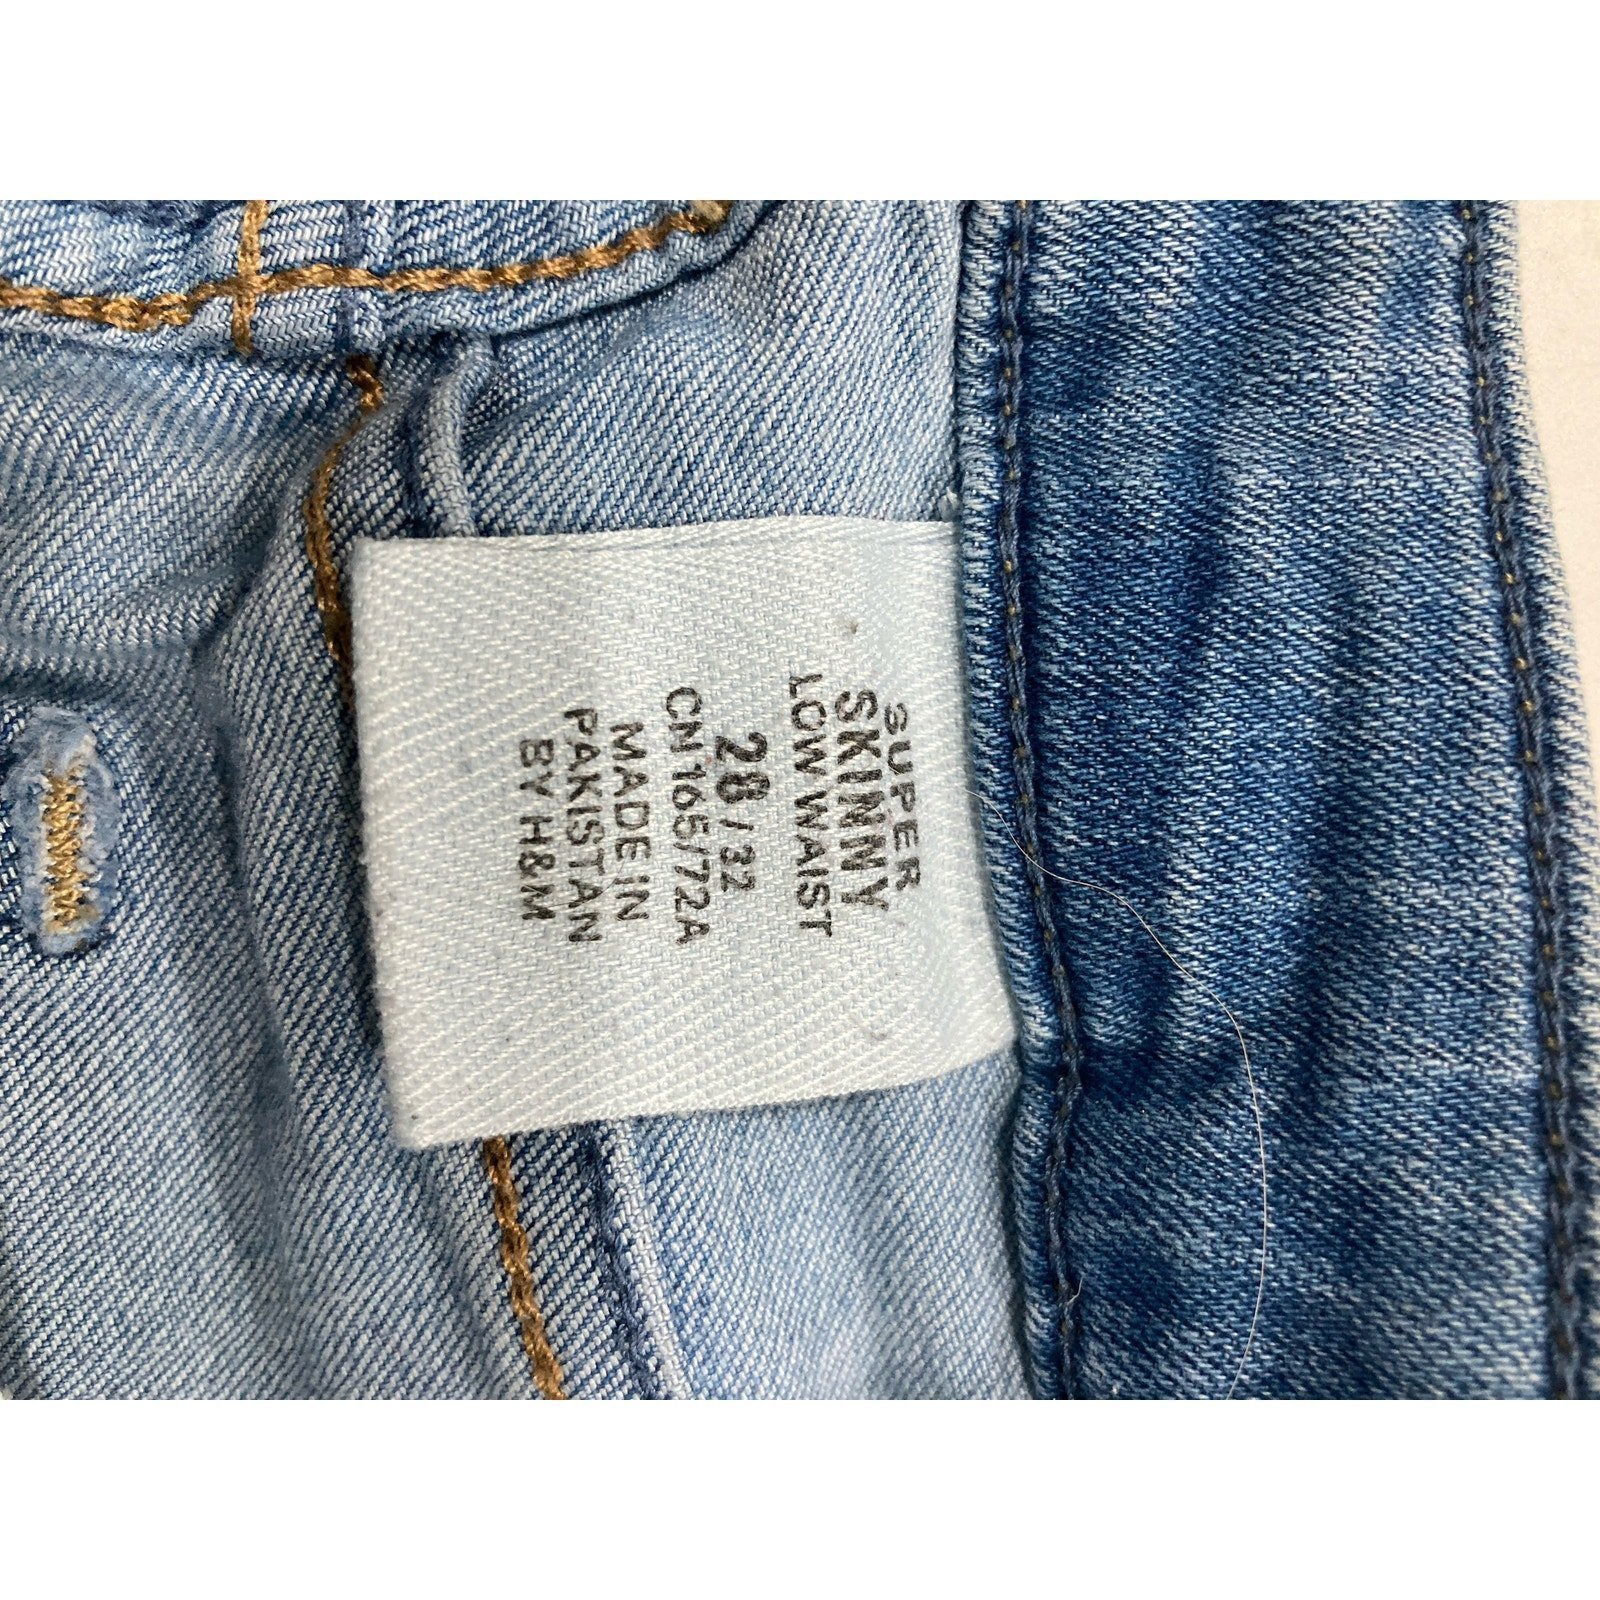 SUPER
SKINNY
LOW WAIST
28/32
CN 165/72A
MADE IN
PAKISTAN
BY H&M